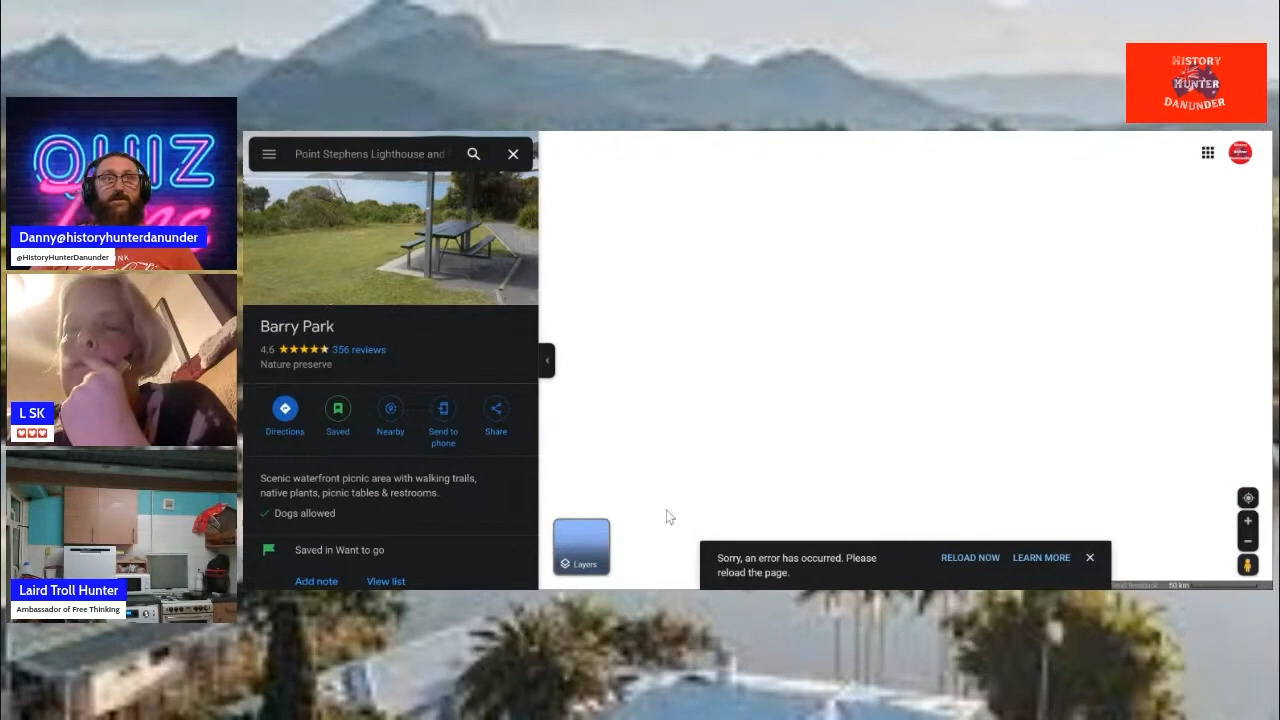 HISTORY
HUNTER
DANUNDER
QUIZ
Time
Danny@historyhunterdanunder
@HistoryHunterDanunder
L SK
Laird Troll Hunter
Ambassador of Free Thinking
Point Stephens Lighthouse and
Barry Park
4.6 356 reviews
Nature preserve
Directions
Saved
Nearby
Send to
phone
Share
Scenic waterfront picnic area with walking trails,
native plants, picnic tables & restrooms.
Dogs allowed
Saved in Want to go
Add note View list
Layers
Sorry, an error has occurred. Please
reload the page.
RELOAD NOW LEARN MORE
50 km